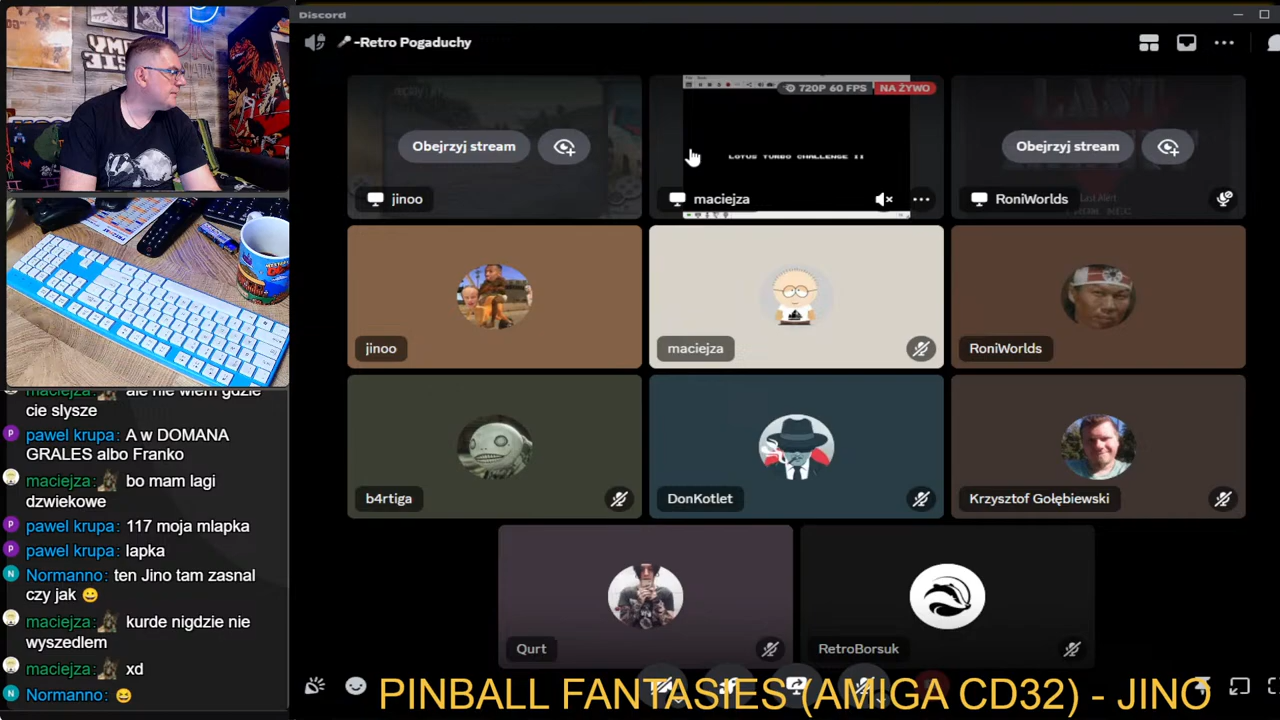 Discord
-Retro Pogaduchy
Obejrzyj stream
jinoo
720P 60 FPS NA ŻYWO
LOTUS TURBO CHALLENGE II
maciejza
Obejrzyj stream
RoniWorlds
jinoo
maciejza
RoniWorlds
b4rtiga
DonKotlet
Krzysztof Gołębiewski
Qurt
RetroBorsuk
maciejza: ale nie wiem gdzie
cie slysze
pawel krupa: A w DOMANA
GRALES albo Franko
maciejza: bo mam lagi
dzwiekowe
pawel krupa: 117 moja mlapka
pawel krupa: lapka
Normanno: ten Jino tam zasnal
czy jak 😀
maciejza: kurde nigdzie nie
wyszedlem
maciejza: xd
Normanno: 😄
PINBALL FANTASIES (AMIGA CD32) - JINO